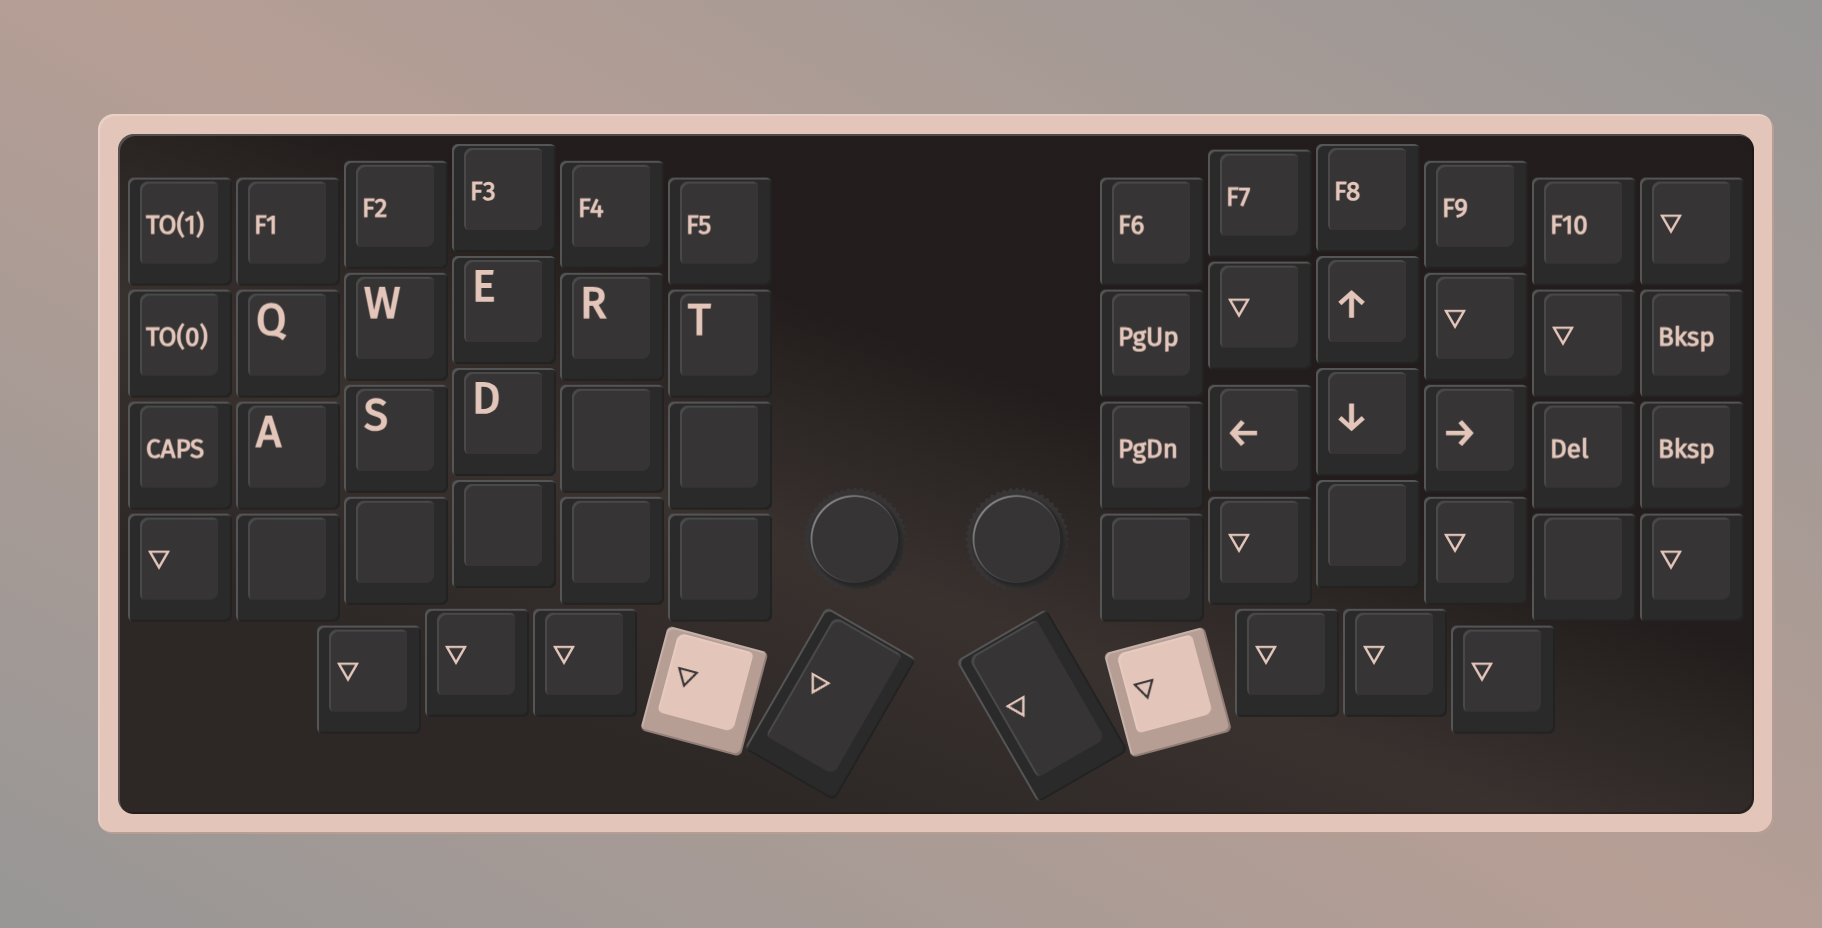 TO(1) F1 F2 F3 F4 F5 F6 F7 F8 F9 F10 ▽
TO(0) Q W E R T PgUp ▽ ↑ ▽ ▽ Bksp
CAPS A S D PgDn ← ↓ → Del Bksp
▽ ▽ ▽ ▽
▽ ▽ ▽ ▽ ▽ ▽ ▽ ▽ ▽ ▽